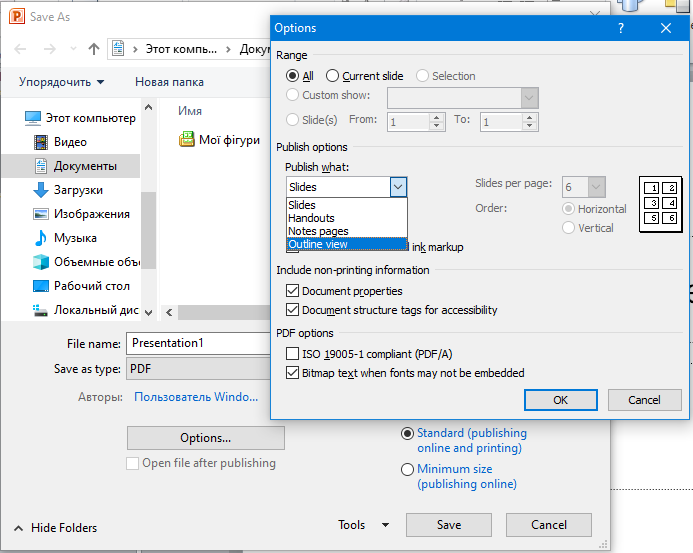 Save As
Этот компь...
Доку
Упорядочить
Новая папка
Этот компьютер
Видео
Документы
Загрузки
Изображения
Музыка
Объемные объ
Рабочий стол
Локальный дис
Имя
Мої фігури
File name: Presentation1
Save as type: PDF
Авторы: Пользователь Windo...
Options...
Open file after publishing
Standard (publishing
online and printing)
Minimum size
(publishing online)
Hide Folders
Tools
Save
Cancel
Options
?
Range
All
Current slide
Selection
Custom show:
Slide(s) From: 1 To: 1
Publish options
Publish what:
Slides
Slides
Handouts
Notes pages
Outline view
ink markup
Slides per page: 6
Order: Horizontal
Vertical
1 2
3 4
5 6
Include non-printing information
Document properties
Document structure tags for accessibility
PDF options
ISO 19005-1 compliant (PDF/A)
Bitmap text when fonts may not be embedded
OK
Cancel